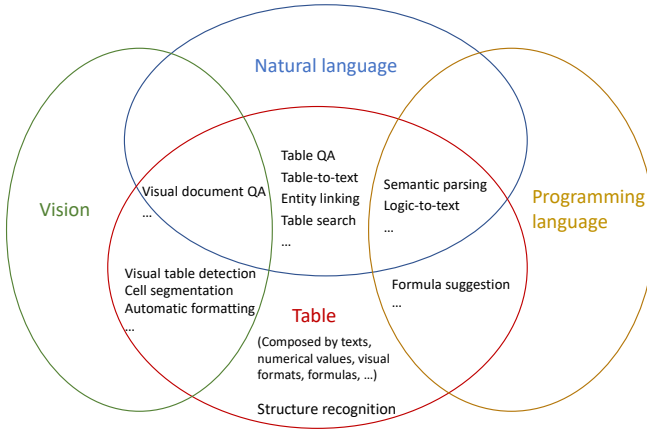 Natural language
Table QA
Table-to-text
Entity linking
Table search
...
Visual document QA
...
Semantic parsing
Logic-to-text
...
Vision
Programming
language
Visual table detection
Cell segmentation
Automatic formatting
...
Formula suggestion
...
Table
(Composed by texts,
numerical values, visual
formats, formulas, ...)
Structure recognition